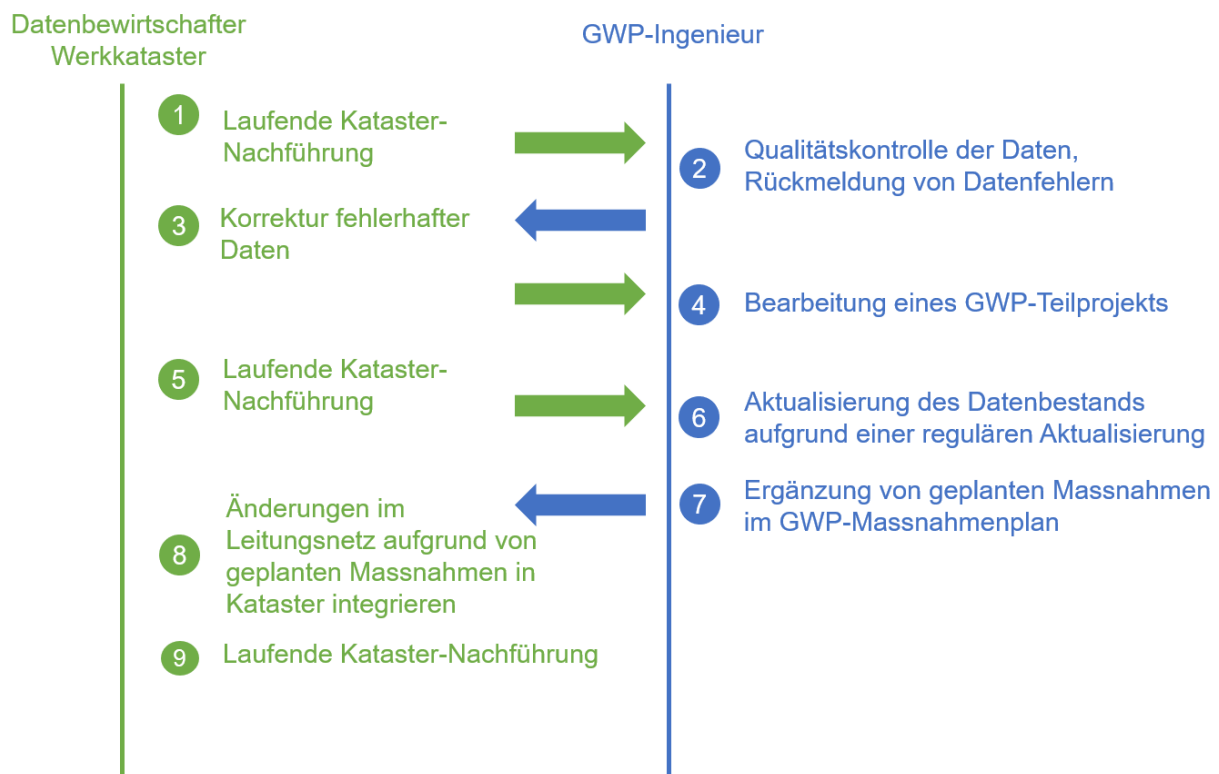 Datenbewirtschafter
Werkkataster
GWP-Ingenieur
1
Laufende Kataster-
Nachführung
2
Qualitätskontrolle der Daten,
Rückmeldung von Datenfehlern
3
Korrektur fehlerhafter
Daten
4
Bearbeitung eines GWP-Teilprojekts
5
Laufende Kataster-
Nachführung
6
Aktualisierung des Datenbestands
aufgrund einer regulären Aktualisierung
7
Ergänzung von geplanten Massnahmen
im GWP-Massnahmenplan
8
Änderungen im
Leitungsnetz aufgrund von
geplanten Massnahmen in
Kataster integrieren
9
Laufende Kataster-Nachführung